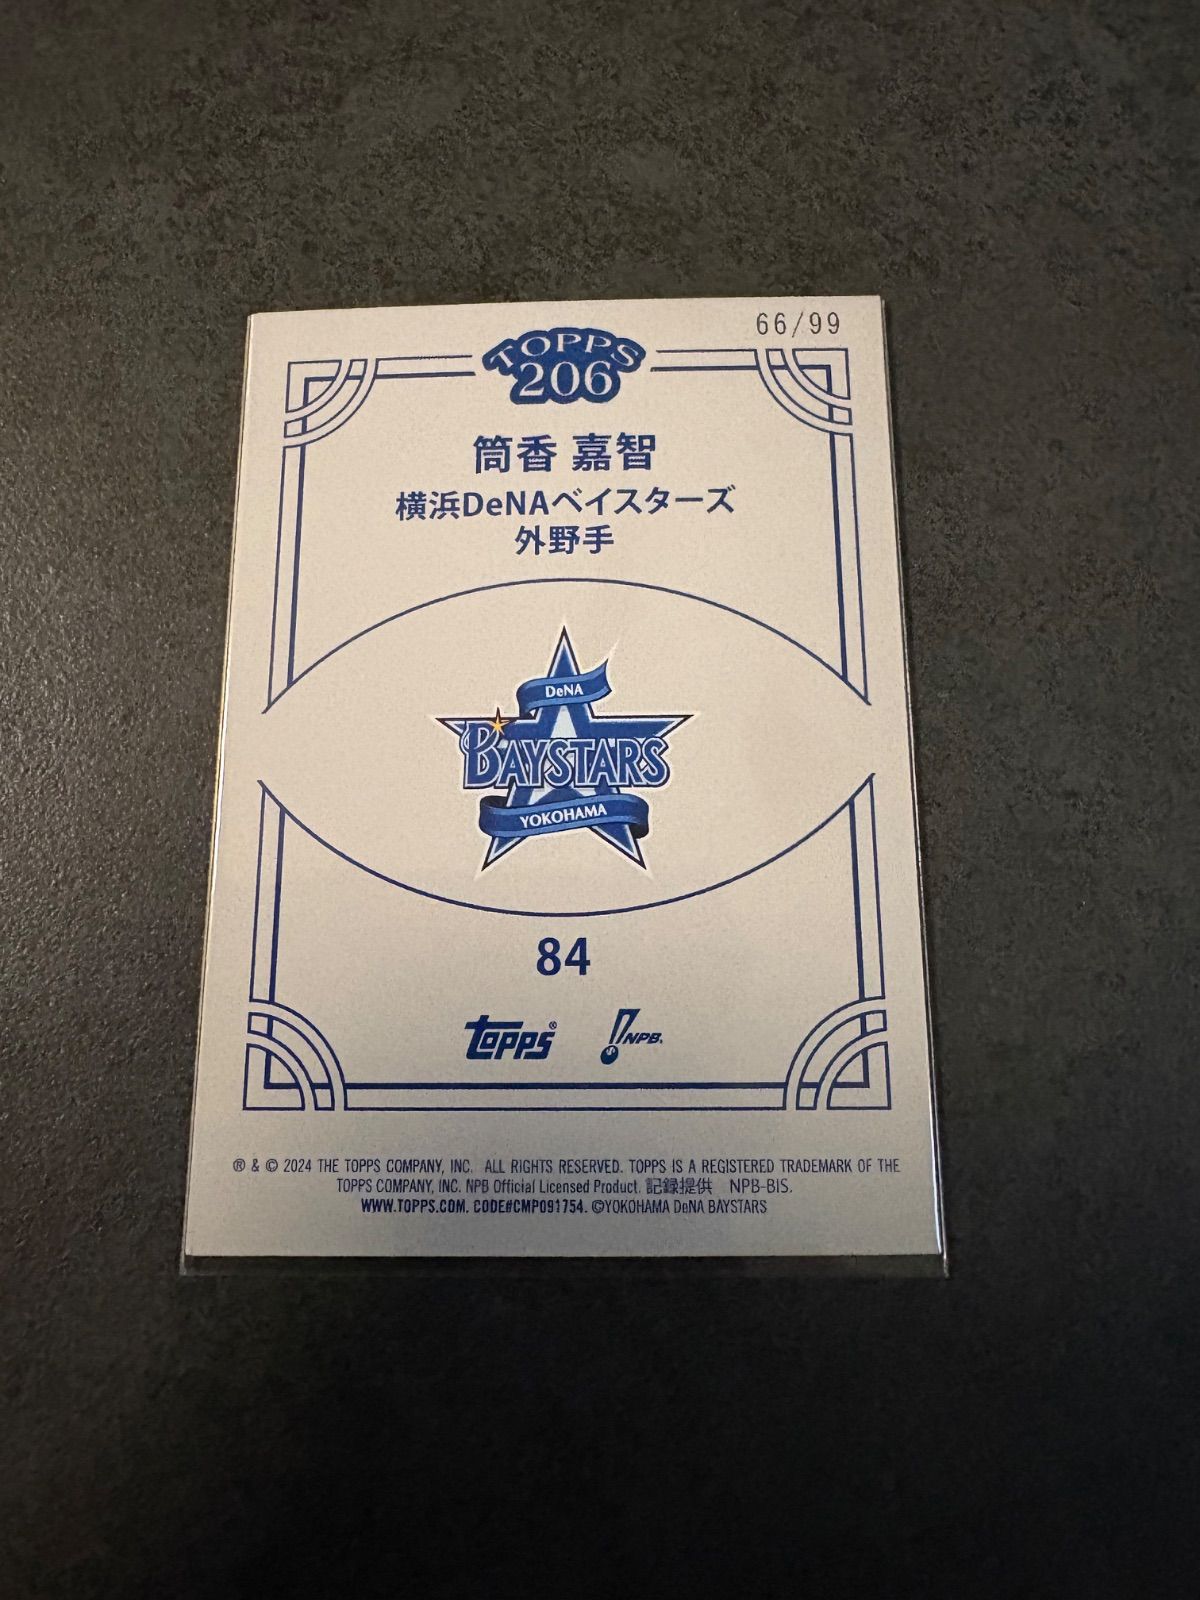 66/99
TOPPS
206
筒香 嘉智
横浜DeNAベイスターズ
外野手
DeNA
BAYSTARS
YOKOHAMA
84
topps® NPB.
® & © 2024 THE TOPPS COMPANY, INC. ALL RIGHTS RESERVED. TOPPS IS A REGISTERED TRADEMARK OF THE
TOPPS COMPANY, INC. NPB Official Licensed Product. 記録提供 NPB-BIS.
WWW.TOPPS.COM. CODE#CMP091754. ©YOKOHAMA DeNA BAYSTARS